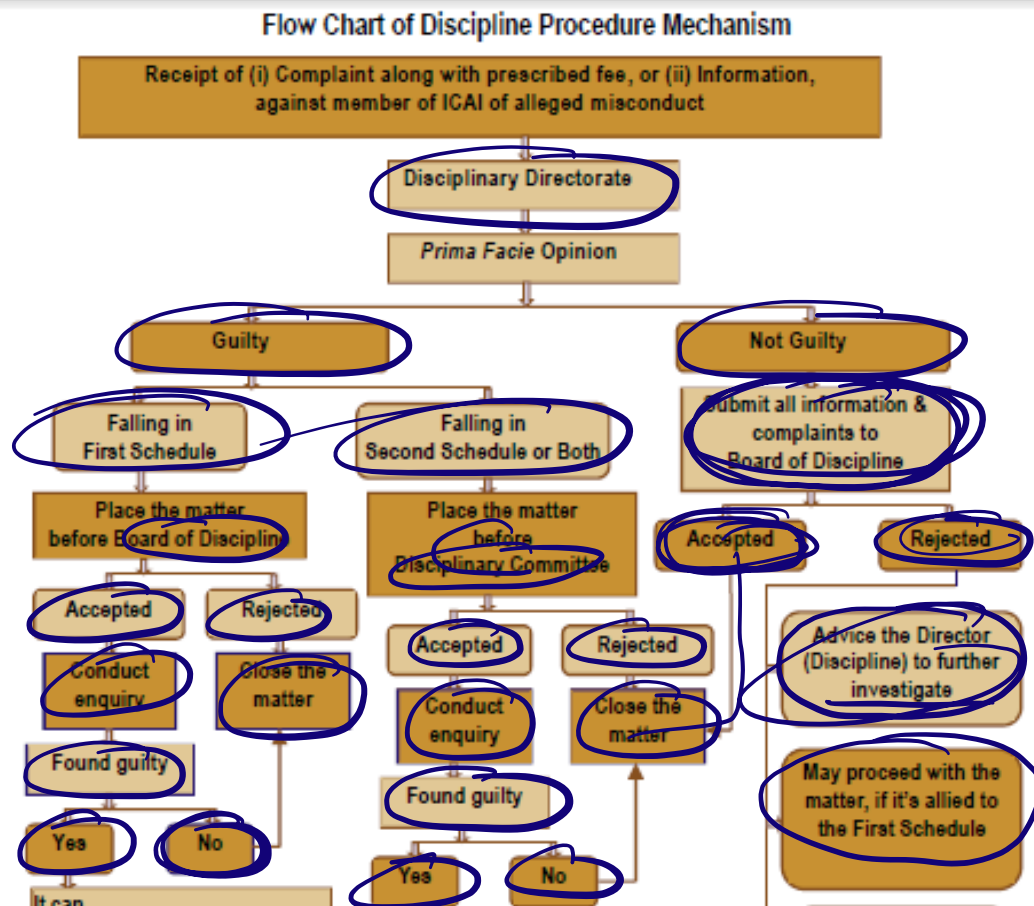 Flow Chart of Discipline Procedure Mechanism
Receipt of (i) Complaint along with prescribed fee, or (ii) Information,
against member of ICAI of alleged misconduct
Disciplinary Directorate
Prima Facie Opinion
Guilty
Not Guilty
Falling in
First Schedule
Falling in
Second Schedule or Both
Submit all information &
complaints to
Board of Discipline
Place the matter
before Board of Discipline
Place the matter
before
Disciplinary Committee
Accepted
Rejected
Accepted
Rejected
Accepted
Rejected
Conduct
enquiry
Close the
matter
Conduct
enquiry
Close the
matter
Advice the Director
(Discipline) to further
investigate
Found guilty
Found guilty
May proceed with the
matter, if it's allied to
the First Schedule
Yes
No
Yes
No
It can